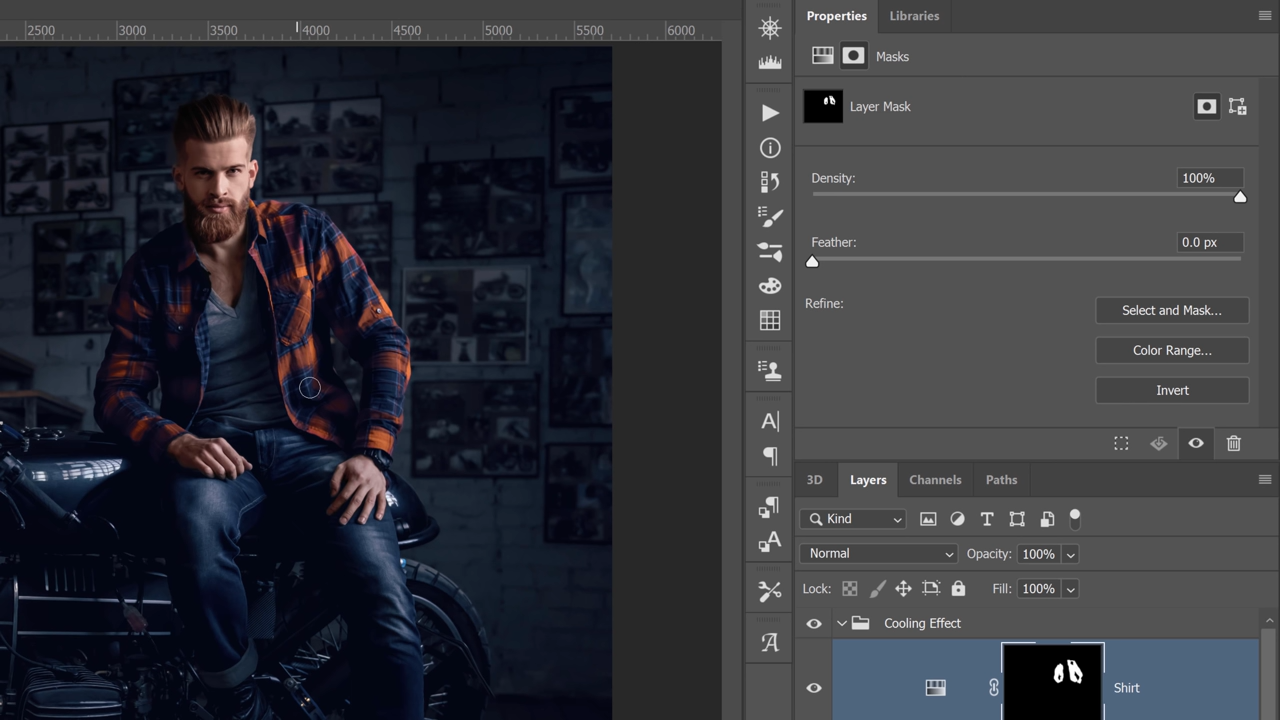 2500 3000 3500 4000 4500 5000 5500 6000
Properties Libraries
Masks
Layer Mask
Density: 100%
Feather: 0.0 px
Refine: Select and Mask...
Color Range...
Invert
3D Layers Channels Paths
Kind T
Normal Opacity: 100%
Lock: Fill: 100%
Cooling Effect
Shirt